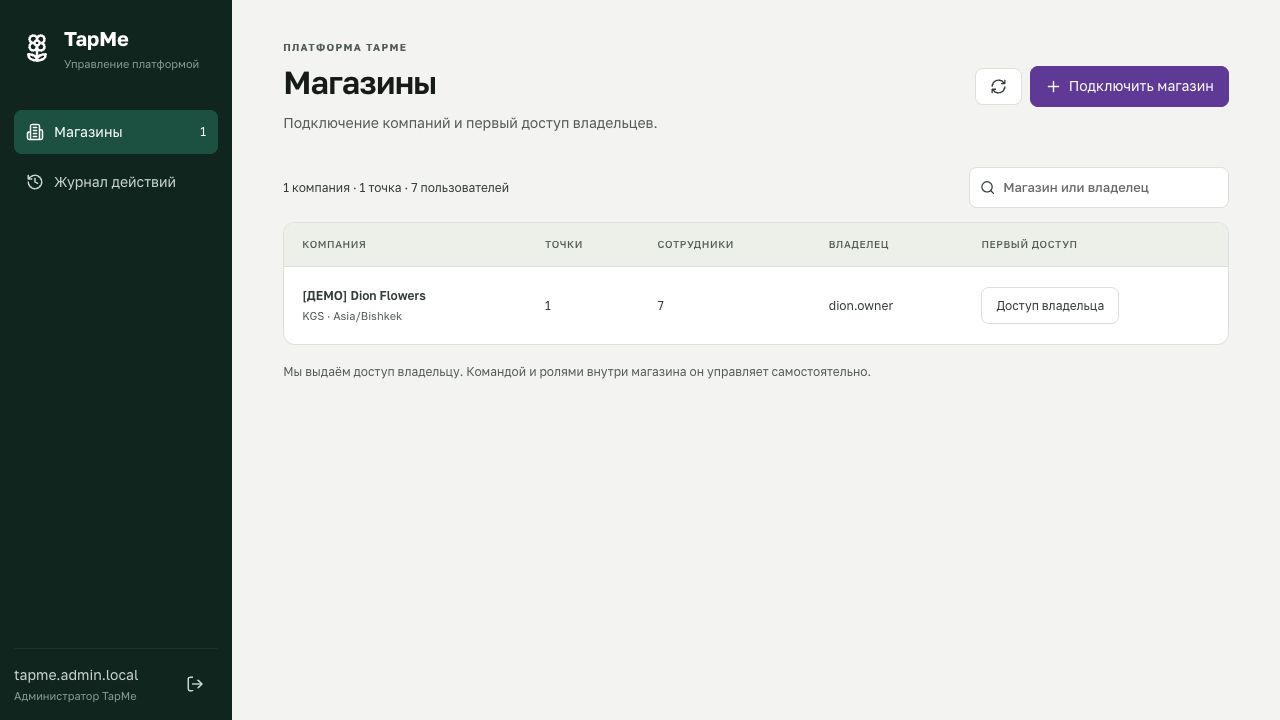 TapMe
Управление платформой
Магазины 1
Журнал действий
tapme.admin.local
Администратор TapMe
ПЛАТФОРМА TAPME
Магазины
Подключить магазин
Подключение компаний и первый доступ владельцев.
1 компания · 1 точка · 7 пользователей
Магазин или владелец
КОМПАНИЯ ТОЧКИ СОТРУДНИКИ ВЛАДЕЛЕЦ ПЕРВЫЙ ДОСТУП
[ДЕМО] Dion Flowers
KGS · Asia/Bishkek
1 7 dion.owner Доступ владельца
Мы выдаём доступ владельцу. Командой и ролями внутри магазина он управляет самостоятельно.